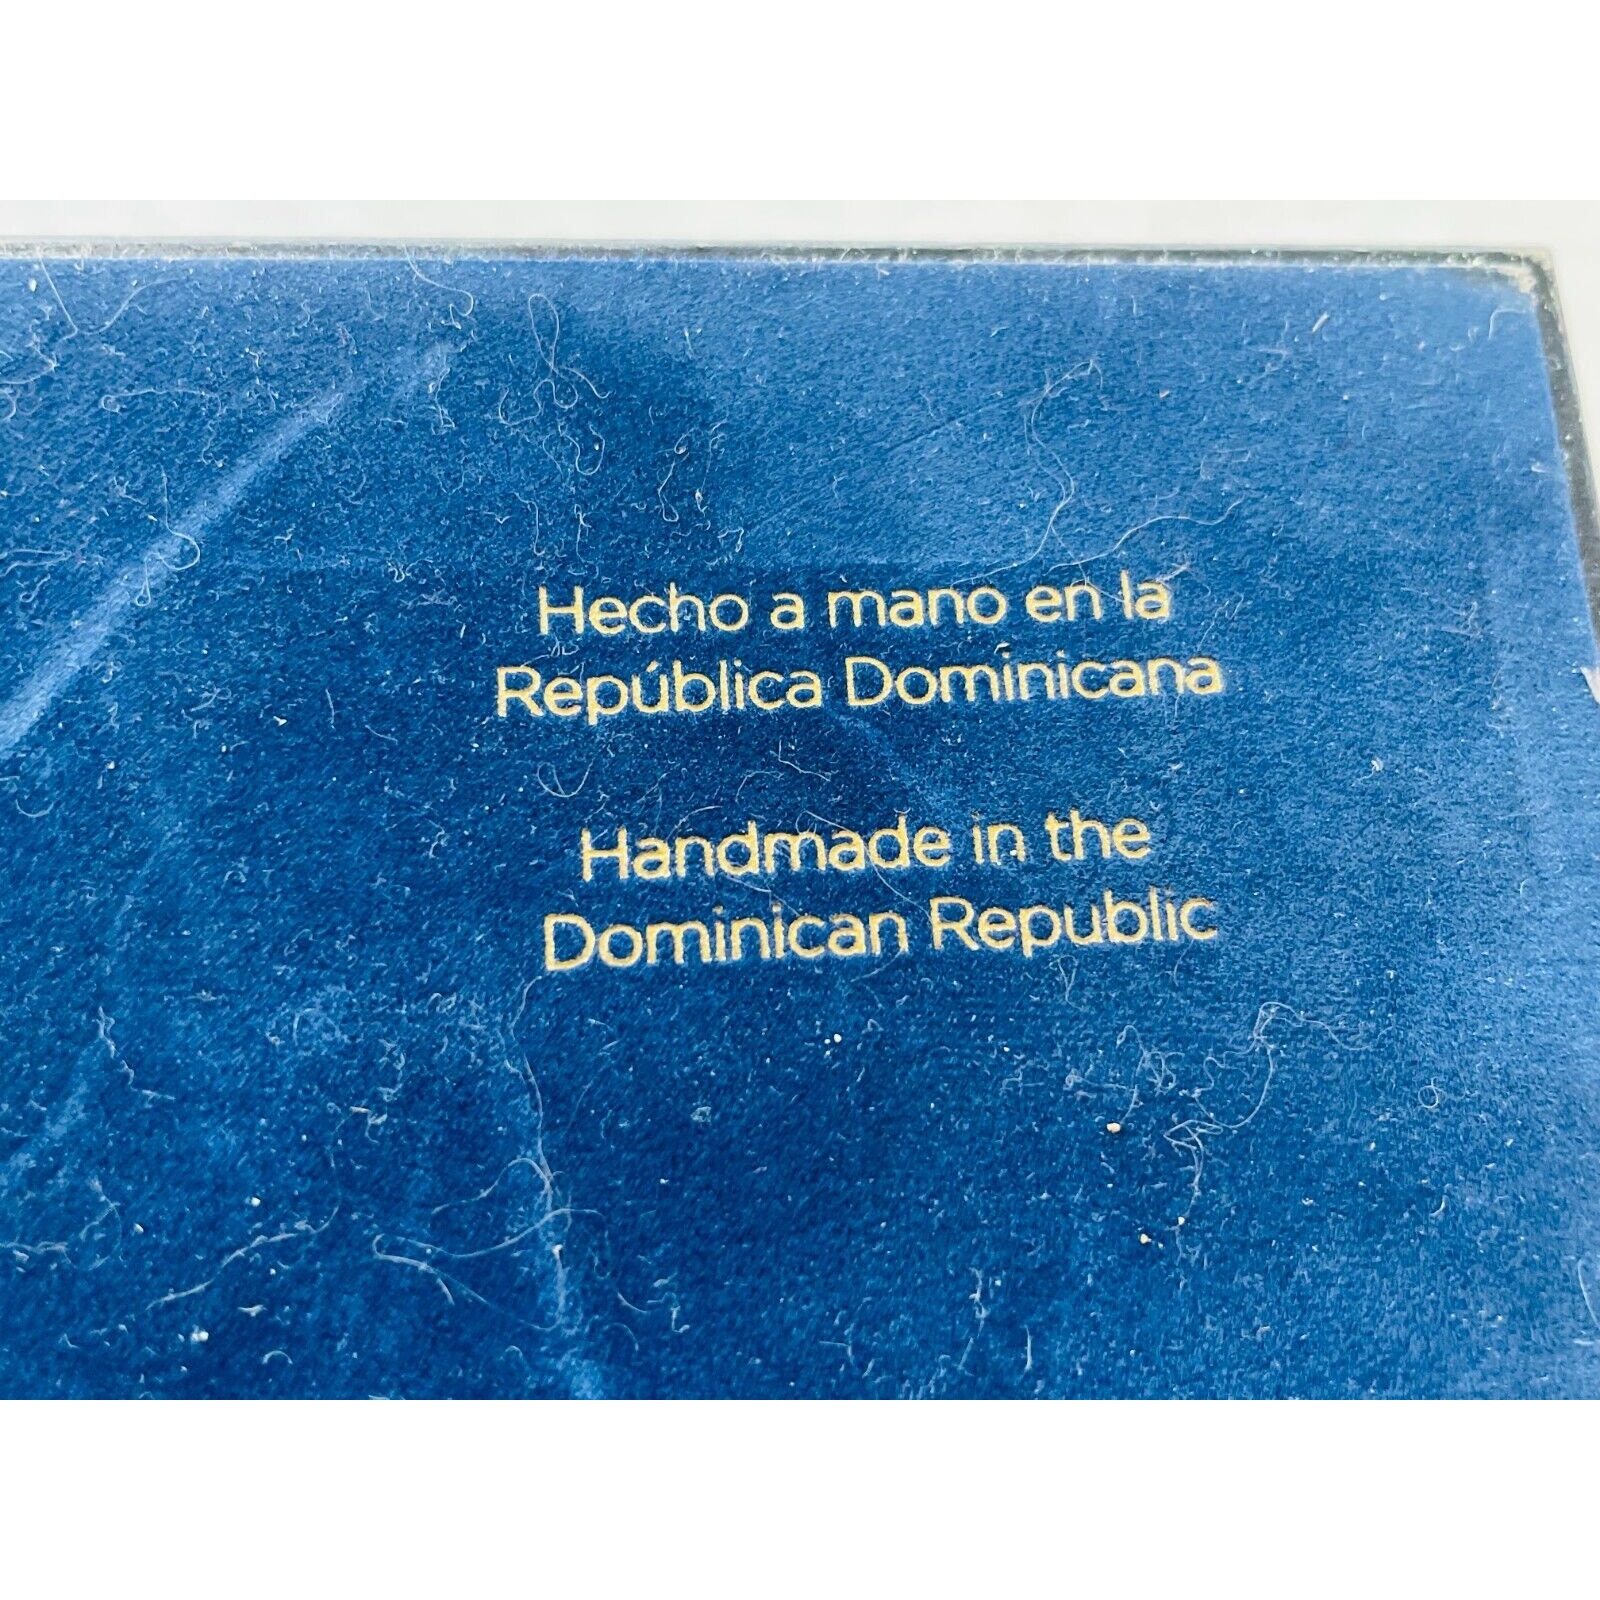 Hecho a mano en la
República Dominicana
Handmade in the
Dominican Republic